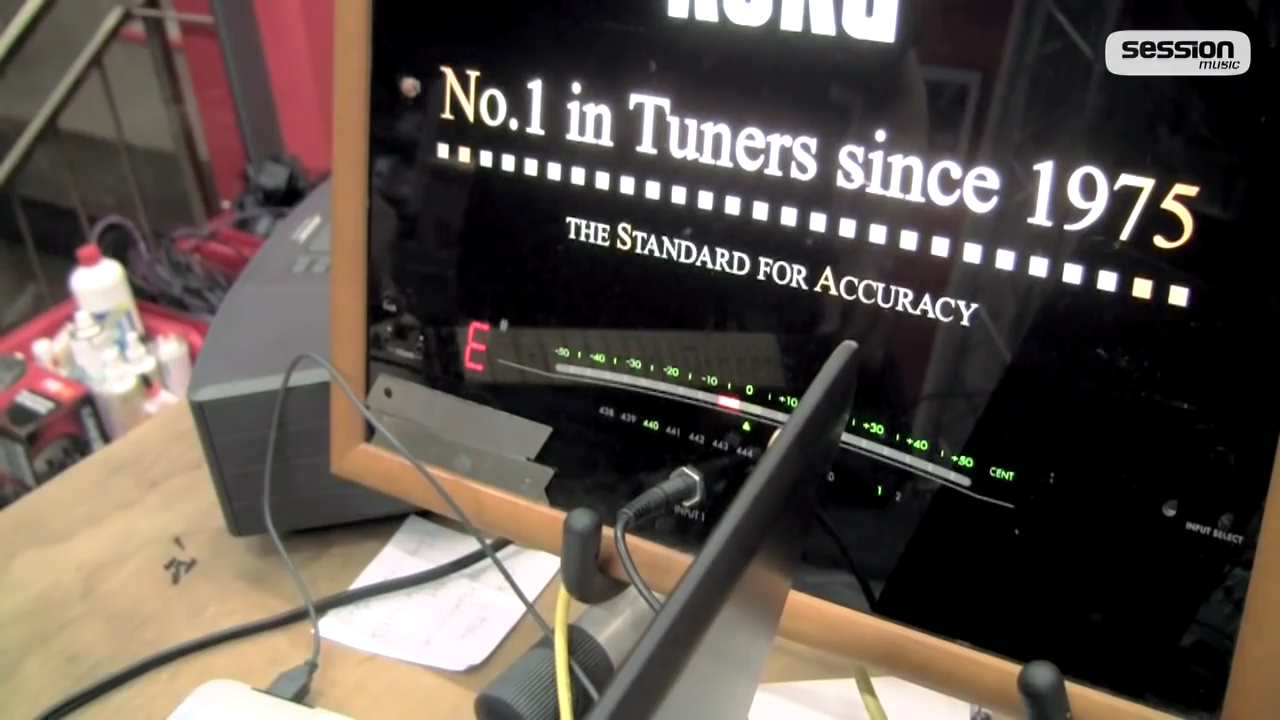 KORG
session
music
No.1 in Tuners since 1975
THE STANDARD FOR ACCURACY
E
-50 -40 -30 -20 -10 0 +10 +30 +40 +50 CENT
438 439 440 441 442 443 444
1 2
INPUT 1
INPUT SELECT